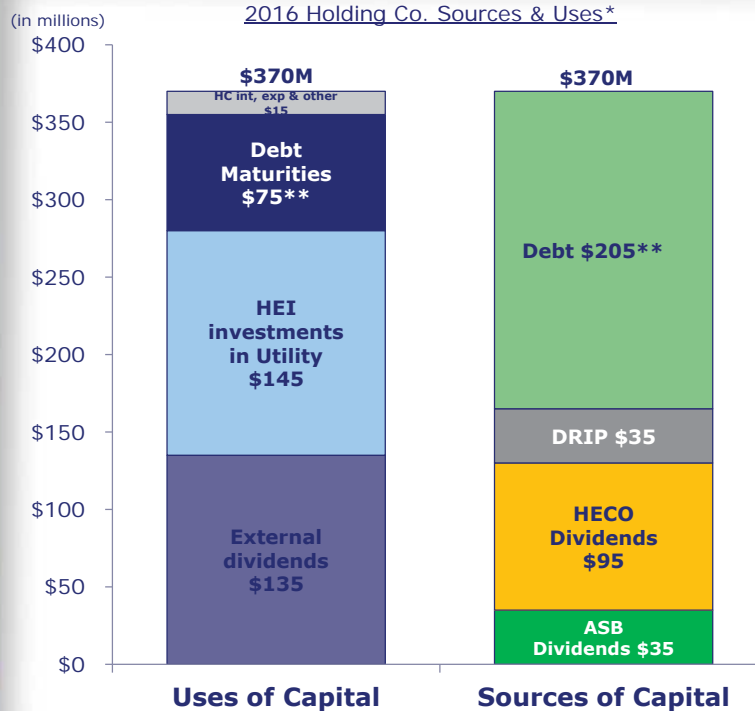 2016 Holding Co. Sources & Uses*
(in millions)
$400
$350
$300
$250
$200
$150
$100
$50
$0
$370M
HC int, exp & other
$15
Debt
Maturities
$75**
HEI
investments
in Utility
$145
External
dividends
$135
$370M
Debt $205**
DRIP $35
HECO
Dividends
$95
ASB
Dividends $35
Uses of Capital
Sources of Capital